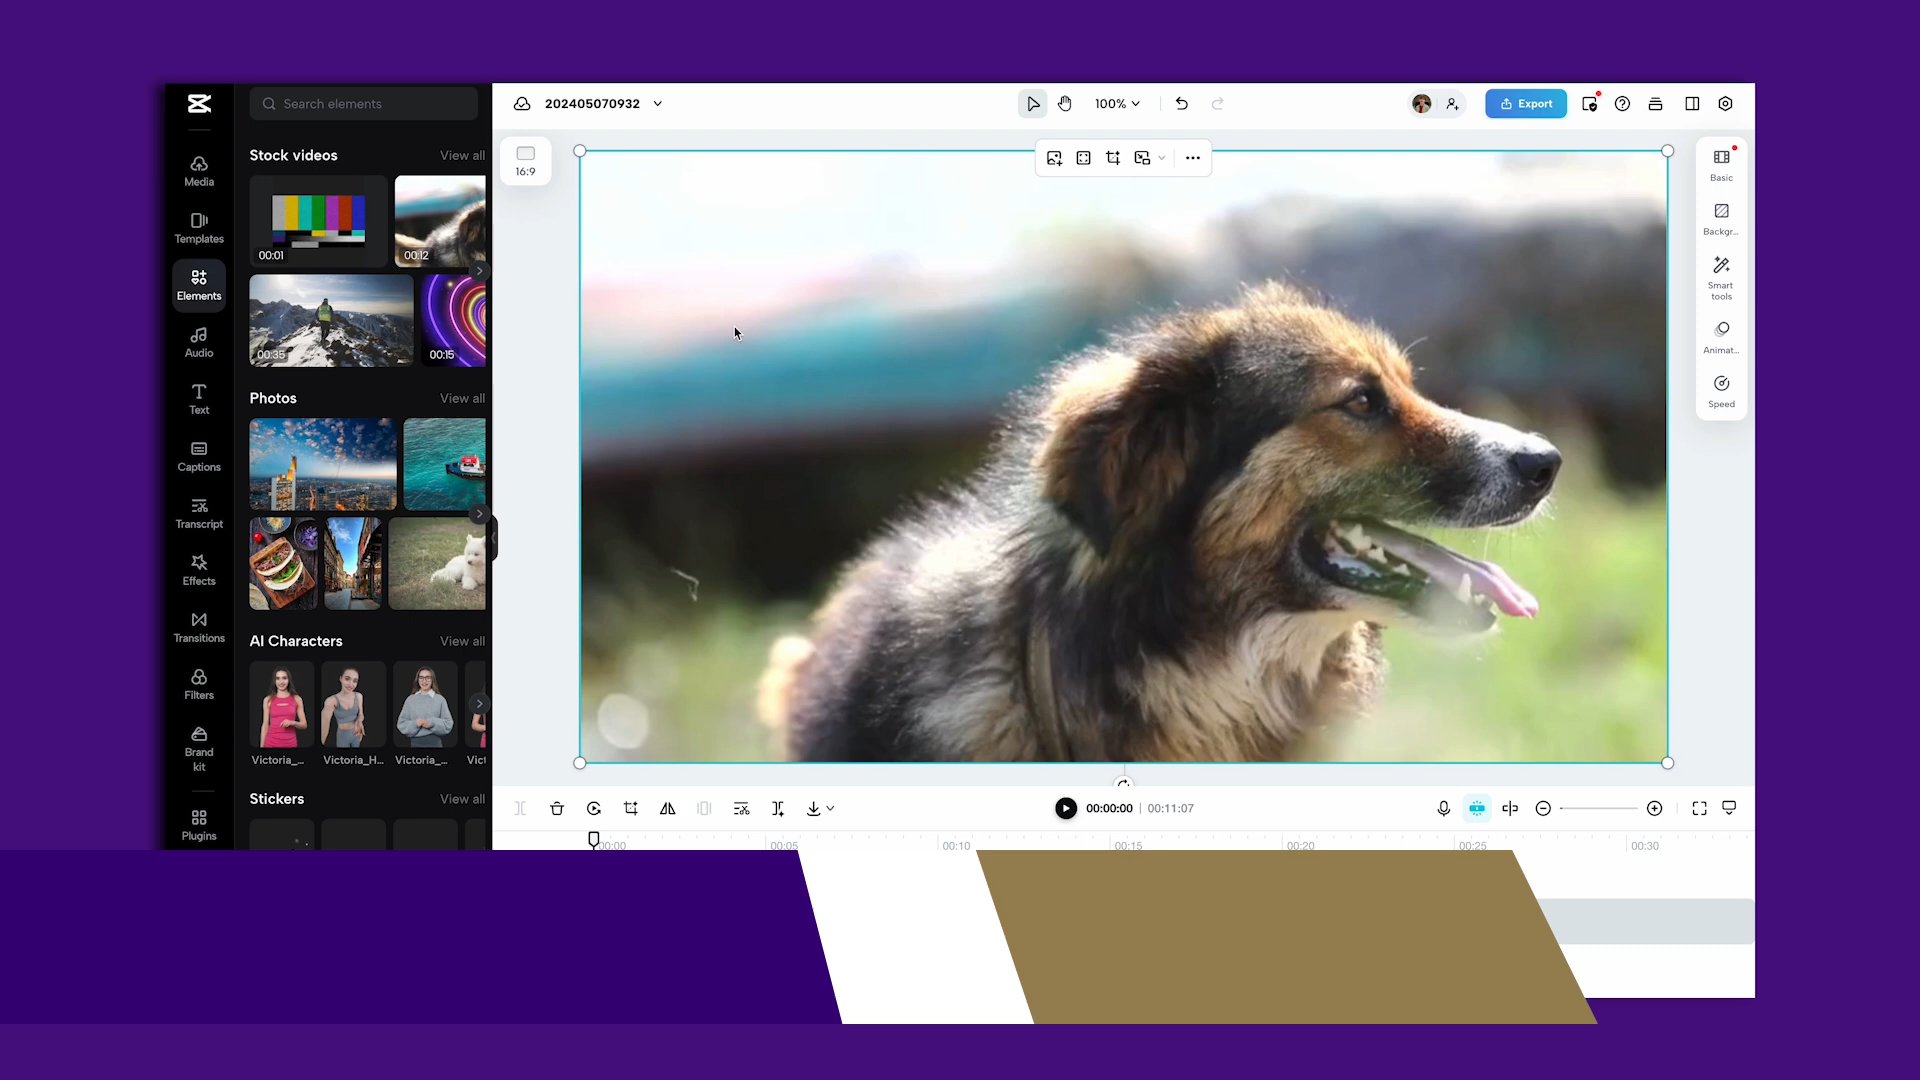 Search elements
202405070932
100%
Export
Media
Templates
Elements
Audio
Text
Captions
Transcript
Effects
Transitions
Filters
Brand
kit
Plugins
Stock videos
View all
00:01
00:12
00:35
00:15
Photos
View all
AI Characters
View all
Victoria_...
Victoria_H...
Victoria_...
Vict
Stickers
View all
16:9
Basic
Backgr...
Smart
tools
Animat...
Speed
00:00:00 | 00:11:07
00:00
00:05
00:10
00:15
00:20
00:25
00:30